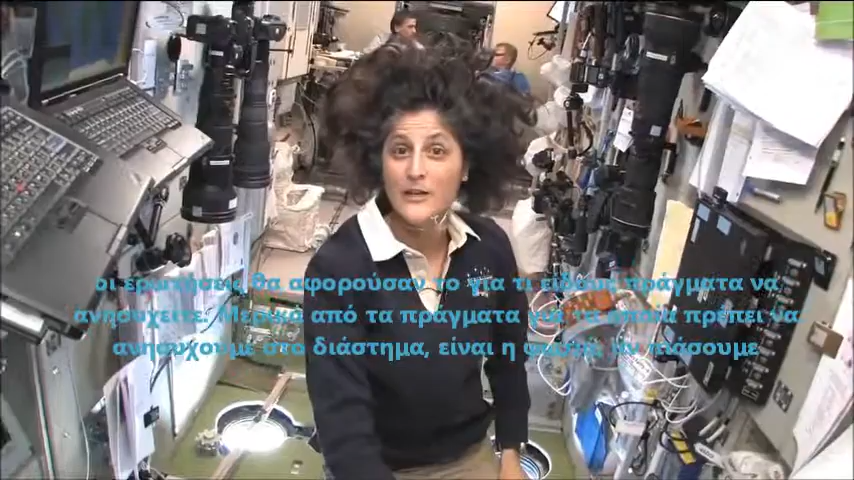 οι ερωτήσεις θα αφορούσαν το για τι είδους πράγματα να
ανησυχείτε. Μερικά από τα πράγματα για τα οποία πρέπει να
ανησυχούμε στο διάστημα, είναι η φωτιά, αν πιάσουμε